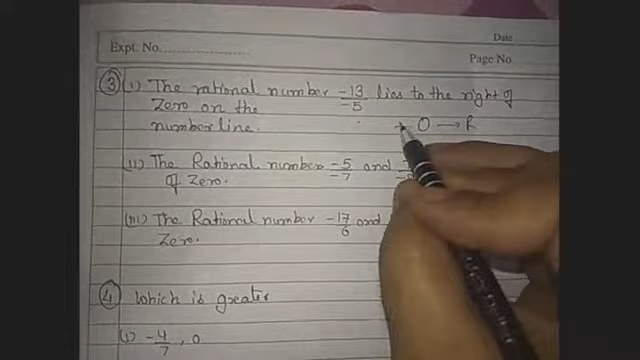 Date
Expt. No.
Page No.
③ (i) The rational number -13/-5 lies to the right of
Zero on the
number line.
0 → R
(ii) The Rational number -5/-7 and
of Zero.
(iii) The Rational number -17/6 and
Zero.
④ Which is greater
(i) -4/7, 0